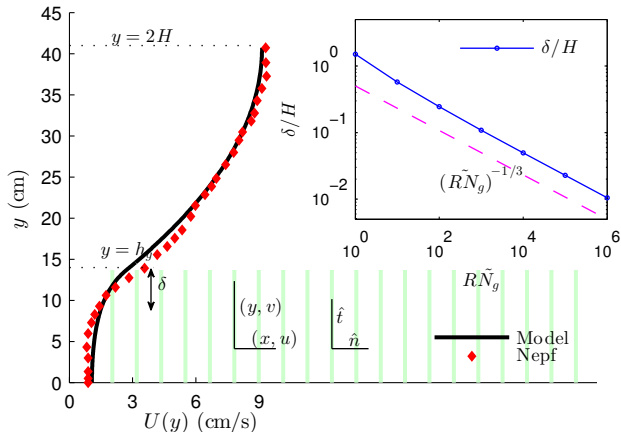 45
40
35
30
25
20
15
10
5
0
y (cm)
0 3 6 9
U(y) (cm/s)
y = 2H
y = h_g
δ
(y, v)
(x, u)
t̂
n̂
Model
Nepf
δ/H
10^0
10^-1
10^-2
δ/H
(RÑ_g)^{-1/3}
10^0 10^2 10^4 10^6
RÑ_g